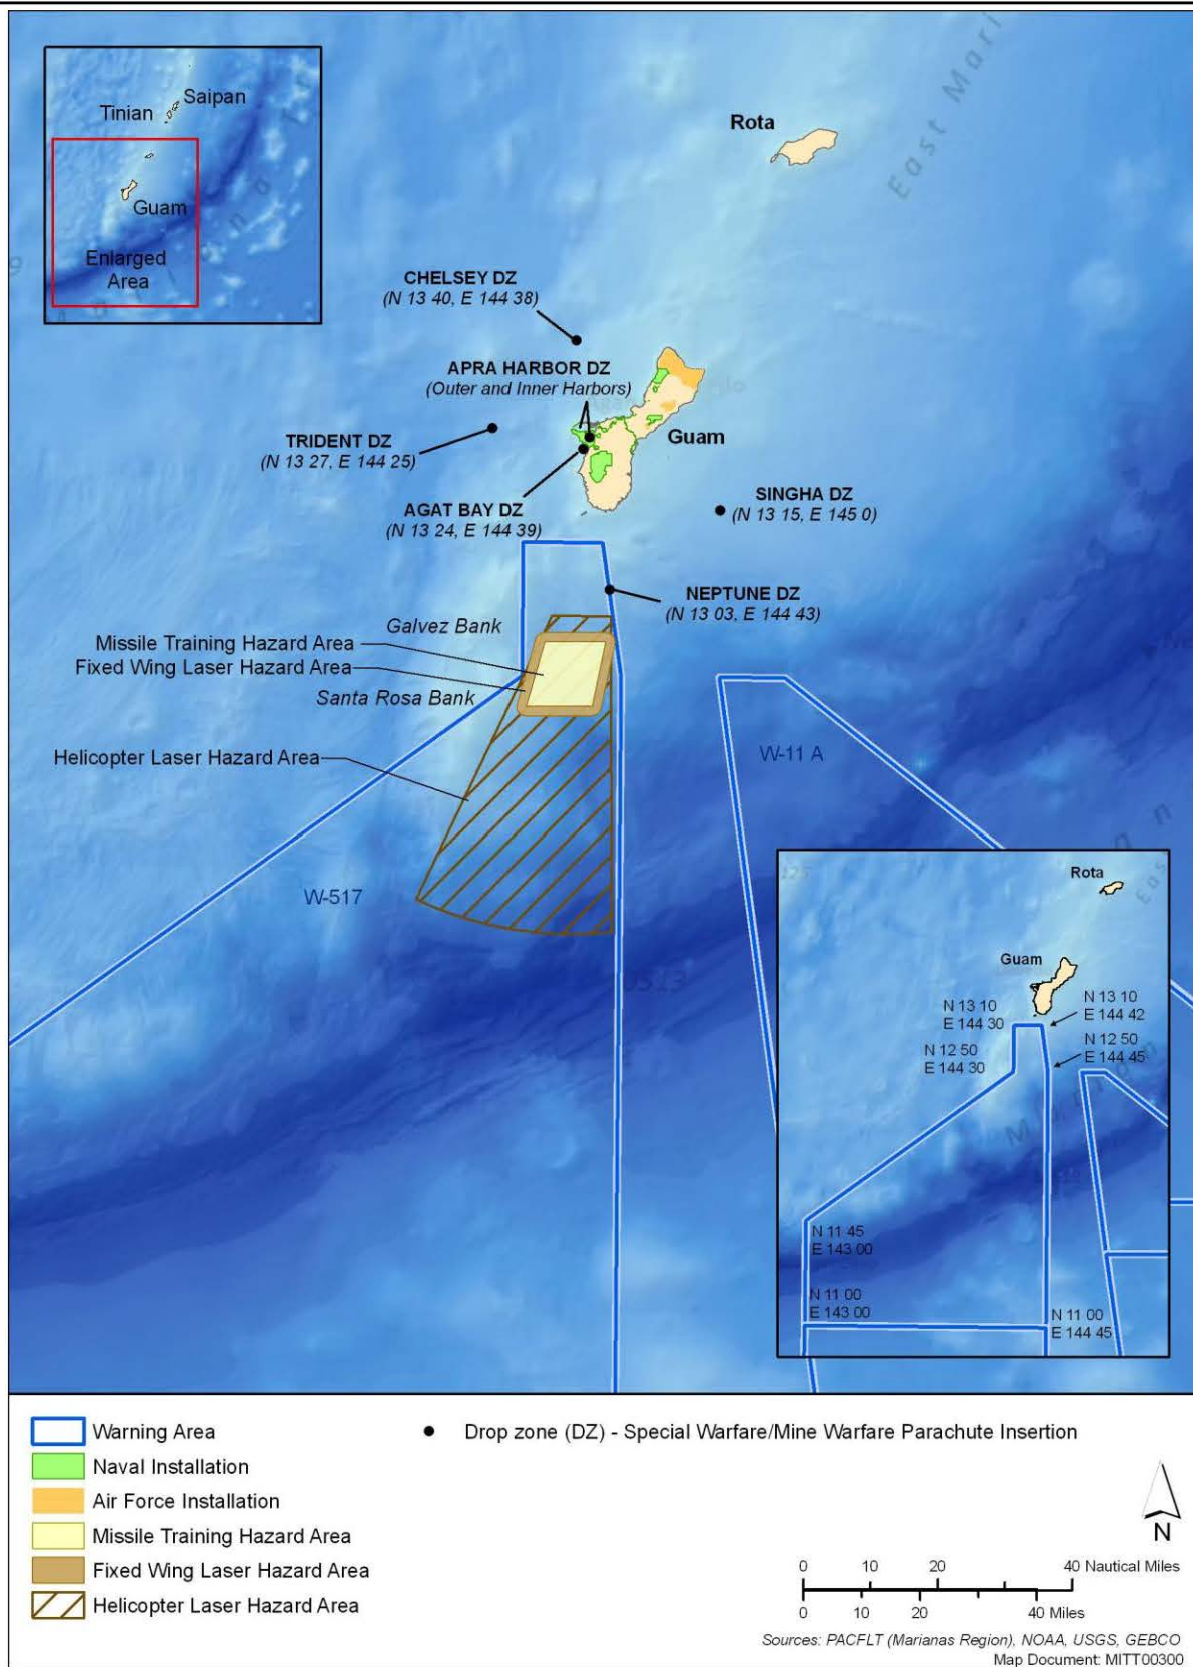 Tinian
Saipan
Guam
Enlarged
Area
East Mari
Rota
CHELSEY DZ
(N 13 40, E 144 38)
APRA HARBOR DZ
(Outer and Inner Harbors)
TRIDENT DZ
(N 13 27, E 144 25)
Guam
AGAT BAY DZ
(N 13 24, E 144 39)
SINGHA DZ
(N 13 15, E 145 0)
NEPTUNE DZ
(N 13 03, E 144 43)
Galvez Bank
Missile Training Hazard Area
Fixed Wing Laser Hazard Area
Santa Rosa Bank
Helicopter Laser Hazard Area
W-11 A
W-517
Rota
Guam
N 13 10
E 144 30
N 13 10
E 144 42
N 12 50
E 144 30
N 12 50
E 144 45
N 11 45
E 143 00
N 11 00
E 143 00
N 11 00
E 144 45
Warning Area
Naval Installation
Air Force Installation
Missile Training Hazard Area
Fixed Wing Laser Hazard Area
Helicopter Laser Hazard Area
Drop zone (DZ) - Special Warfare/Mine Warfare Parachute Insertion
N
0 10 20 40 Nautical Miles
0 10 20 40 Miles
Sources: PACFLT (Marianas Region), NOAA, USGS, GEBCO
Map Document: MITT00300